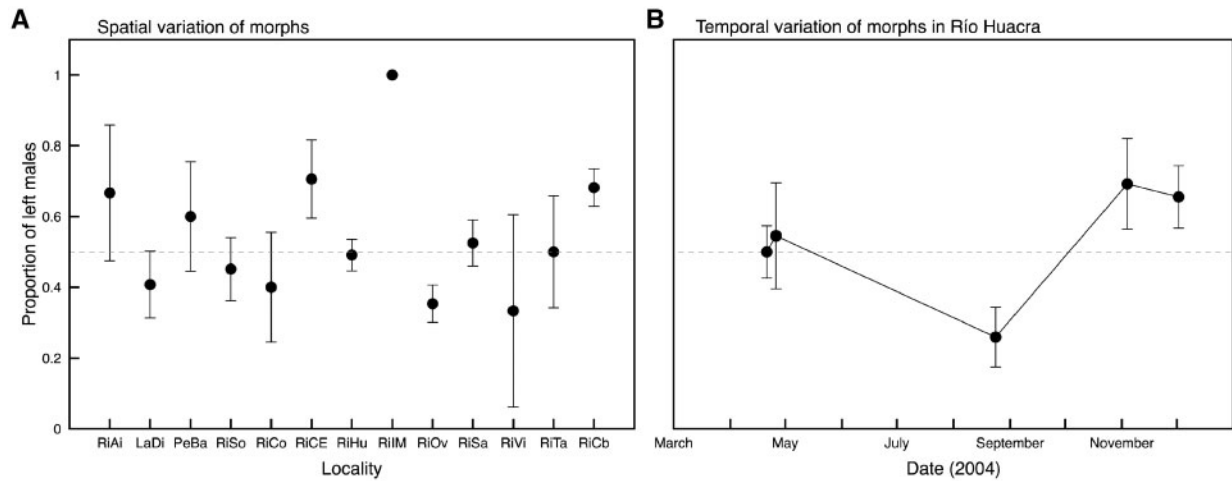 A
Spatial variation of morphs
Proportion of left males
1
0.8
0.6
0.4
0.2
0
RiAi LaDi PeBa RiSo RiCo RiCE RiHu RiIM RiOv RiSa RiVi RiTa RiCb
Locality
B
Temporal variation of morphs in Río Huacra
March May July September November
Date (2004)